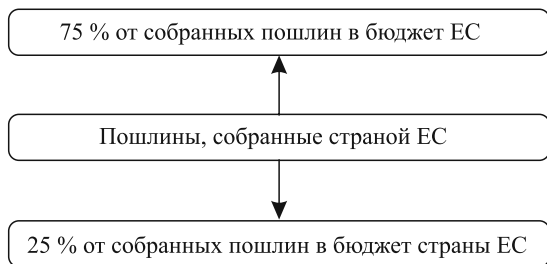 75 % от собранных пошлин в бюджет ЕС
Пошлины, собранные страной ЕС
25 % от собранных пошлин в бюджет страны ЕС